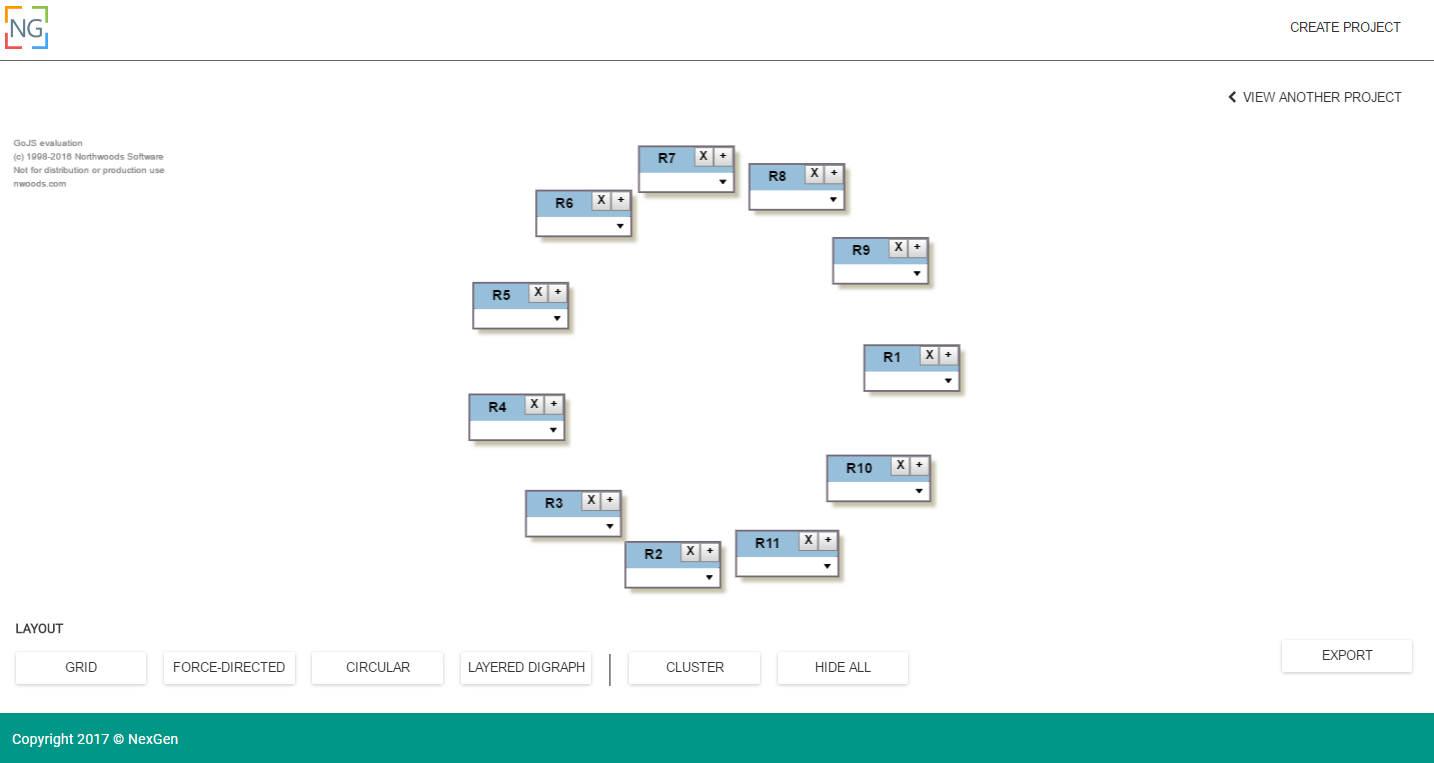 NG
CREATE PROJECT
VIEW ANOTHER PROJECT
GoJS evaluation
(c) 1998-2016 Northwoods Software
Not for distribution or production use
nwoods.com
R7 X +
R8 X +
R6 X +
R9 X +
R5 X +
R1 X +
R4 X +
R10 X +
R3 X +
R11 X +
R2 X +
LAYOUT
GRID FORCE-DIRECTED CIRCULAR LAYERED DIGRAPH CLUSTER HIDE ALL
EXPORT
Copyright 2017 © NexGen